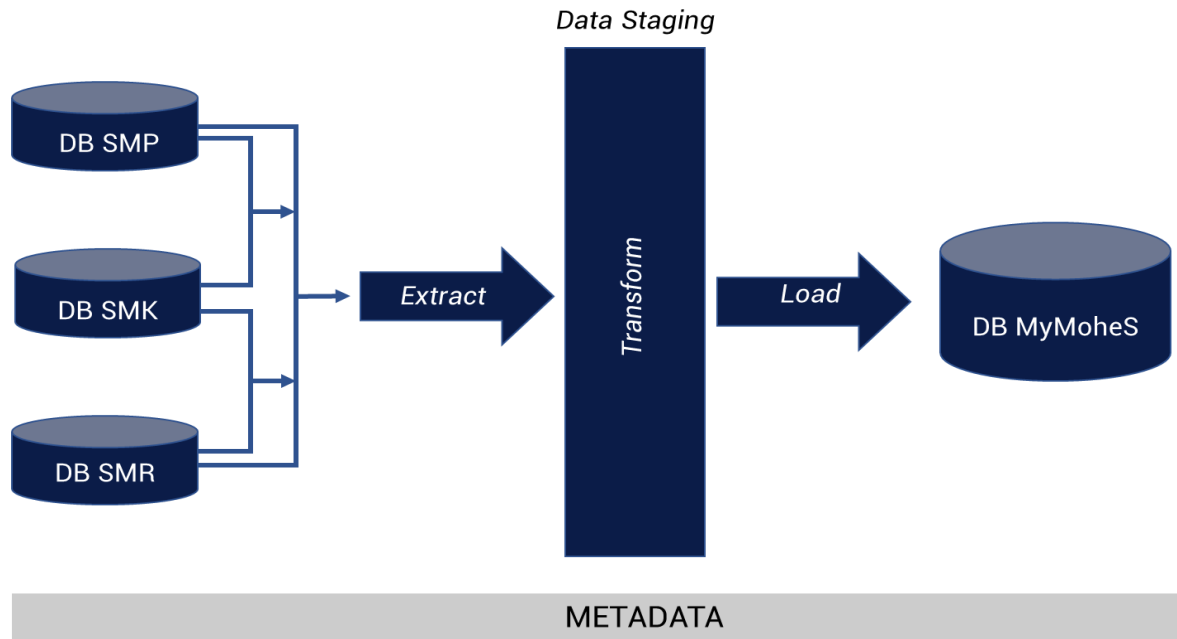 Data Staging
DB SMP
DB SMK
DB SMR
Extract
Transform
Load
DB MyMoheS
METADATA